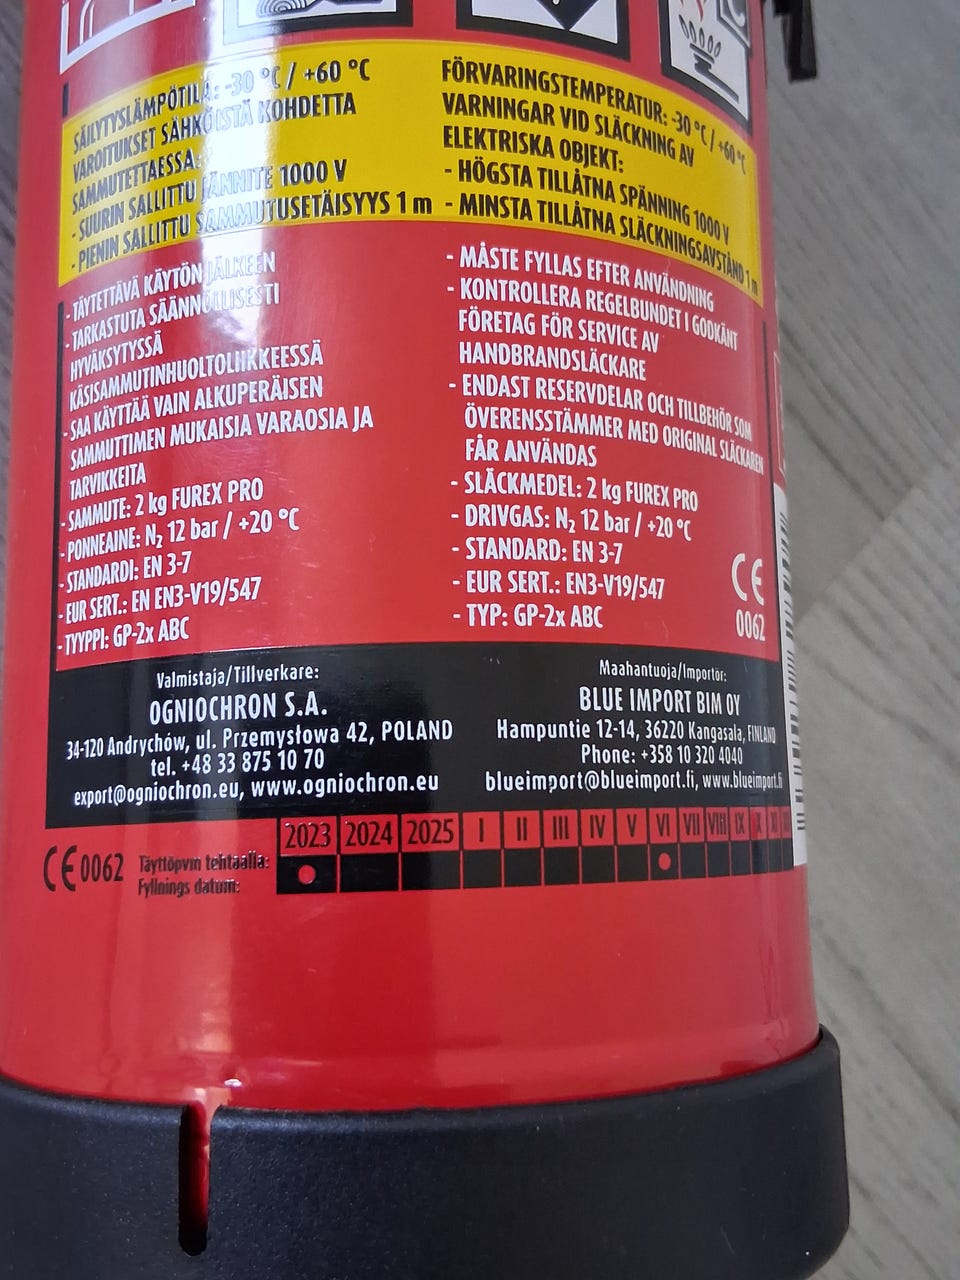 SÄILYTYSLÄMPÖTILA: -30 °C / +60 °C
VAROITUKSET SÄHKÖISTÄ KOHDETTA
SAMMUTETTAESSA:
- SUURIN SALLITTU JÄNNITE 1000 V
- PIENIN SALLITTU SAMMUTUSETÄISYYS 1 m
FÖRVARINGSTEMPERATUR: -30 °C / +60 °C
VARNINGAR VID SLÄCKNING AV
ELEKTRISKA OBJEKT:
- HÖGSTA TILLÅTNA SPÄNNING 1000 V
- MINSTA TILLÅTNA SLÄCKNINGSAVSTÅND 1 m
- TÄYTETTÄVÄ KÄYTÖN JÄLKEEN
- TARKASTUTA SÄÄNNÖLLISESTI
HYVÄKSYTYSSÄ
KÄSISAMMUTINHUOLTOLIIKKEESSÄ
- SAA KÄYTTÄÄ VAIN ALKUPERÄISEN
SAMMUTTIMEN MUKAISIA VARAOSIA JA
TARVIKKEITA
- SAMMUTE: 2 kg FUREX PRO
- PONNEAINE: N₂ 12 bar / +20 °C
- STANDARDI: EN 3-7
- EUR SERT.: EN EN3-V19/547
- TYYPPI: GP-2x ABC
- MÅSTE FYLLAS EFTER ANVÄNDNING
- KONTROLLERA REGELBUNDET I GODKÄNT
FÖRETAG FÖR SERVICE AV
HANDBRANDSLÄCKARE
- ENDAST RESERVDELAR OCH TILLBEHÖR SOM
ÖVERENSSTÄMMER MED ORIGINAL SLÄCKAREN
FÅR ANVÄNDAS
- SLÄCKMEDEL: 2 kg FUREX PRO
- DRIVGAS: N₂ 12 bar / +20 °C
- STANDARD: EN 3-7
- EUR SERT.: EN3-V19/547
- TYP: GP-2x ABC
CE
0062
Valmistaja/Tillverkare:
OGNIOCHRON S.A.
34-120 Andrychów, ul. Przemysłowa 42, POLAND
tel. +48 33 875 10 70
export@ogniochron.eu, www.ogniochron.eu
Maahantuoja/Importör:
BLUE IMPORT BIM OY
Hampuntie 12-14, 36220 Kangasala, FINLAND
Phone: +358 10 320 4040
blueimport@blueimport.fi, www.blueimport.fi
2023 2024 2025 I II III IV V VI VII VIII IX X XI
CE 0062 Täyttöpvm tehtaalla:
Fyllnings datum: